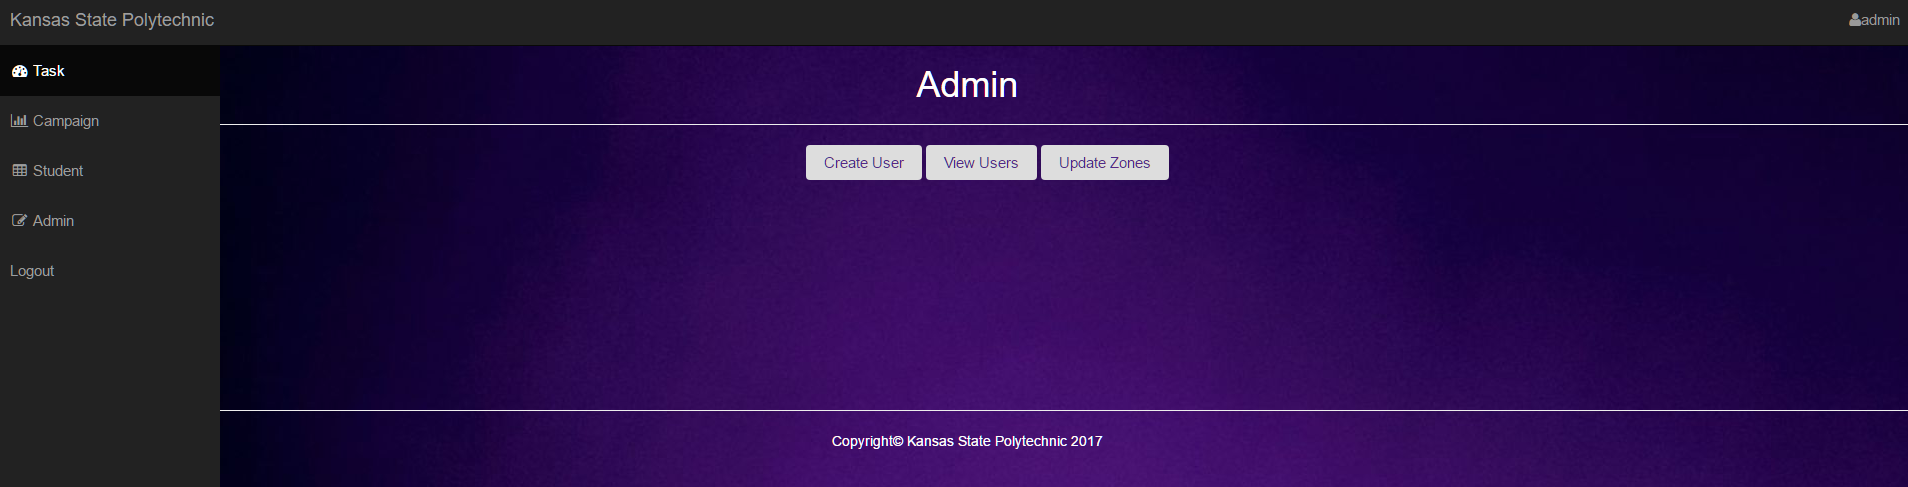 Kansas State Polytechnic
admin
Task
Campaign
Student
Admin
Logout
Admin
Create User View Users Update Zones
Copyright© Kansas State Polytechnic 2017